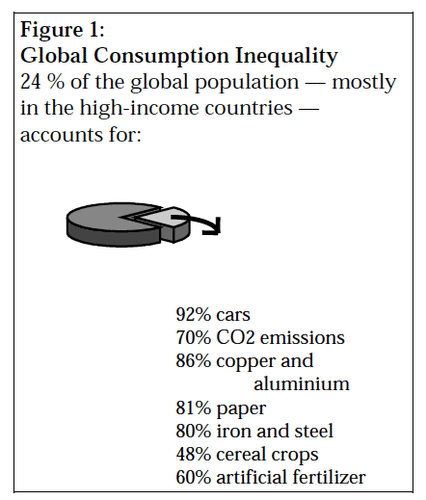 Figure 1:
Global Consumption Inequality
24 % of the global population — mostly
in the high-income countries —
accounts for:
92% cars
70% CO2 emissions
86% copper and
aluminium
81% paper
80% iron and steel
48% cereal crops
60% artificial fertilizer